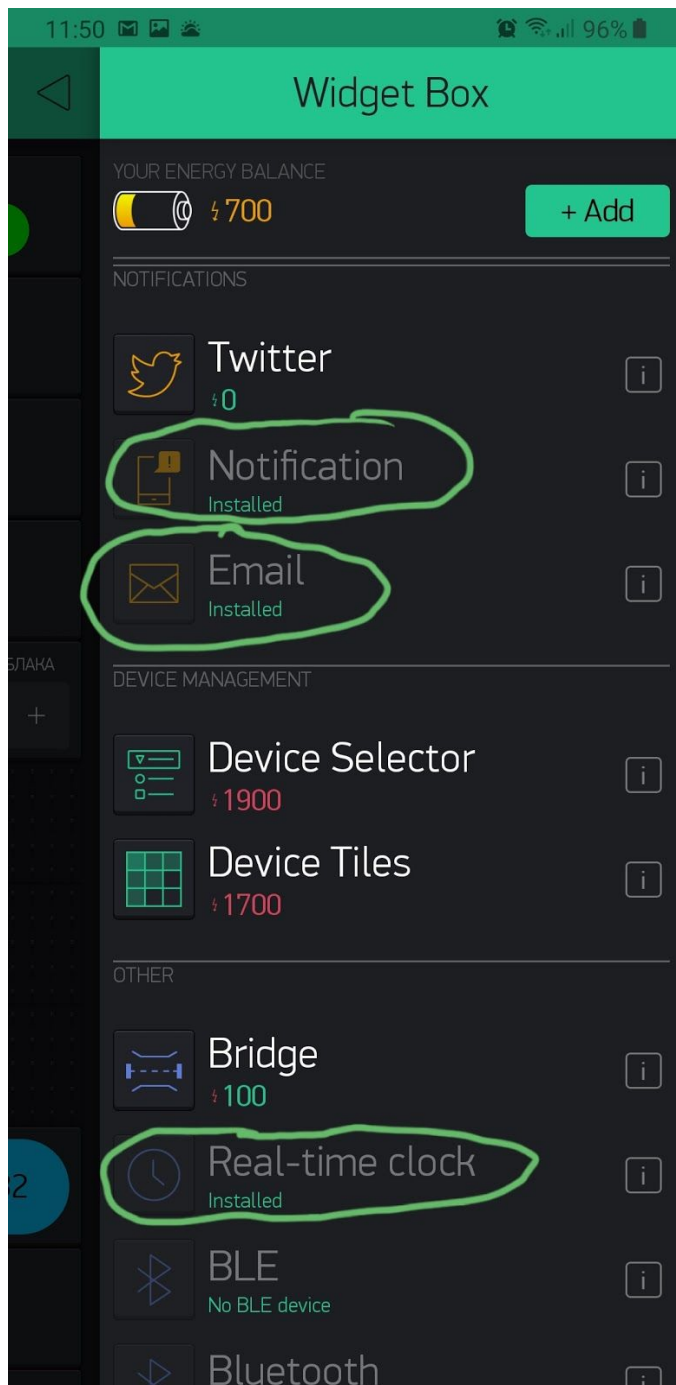 11:50 96%
Widget Box
YOUR ENERGY BALANCE
700
+ Add
NOTIFICATIONS
Twitter
0
Notification
Installed
Email
Installed
БЛАКА
+
DEVICE MANAGEMENT
Device Selector
1900
Device Tiles
1700
OTHER
Bridge
100
Real-time clock
Installed
32
BLE
No BLE device
Bluetooth